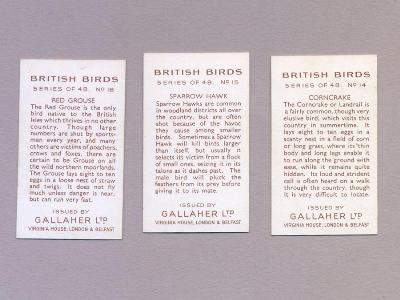 BRITISH BIRDS
SERIES OF 48. No 16
RED GROUSE
The Red Grouse is the only
bird native to the British
Isles which thrives in no other
country. Though large
numbers are shot by sports-
men every year, and many
others are victims of poachers,
crows and foxes, there are
certain to be Grouse on all
the wild northern moorlands.
The Grouse lays eight to ten
eggs in a loose nest of straw
and twigs. It does not fly
much unless danger is near,
but can run very fast.
ISSUED BY
GALLAHER LTD
VIRGINIA HOUSE, LONDON & BELFAST
BRITISH BIRDS
SERIES OF 48. No 15
SPARROW HAWK
Sparrow Hawks are common
in woodland districts all over
the country, but are often
shot because of the havoc
they cause among smaller
birds. Sometimes a Sparrow
Hawk will kill birds larger
than itself, but usually it
selects its victim from a flock
of small ones, seizing it in its
talons as it dashes past. The
male bird will pluck the
feathers from its prey before
giving it to its mate.
ISSUED BY
GALLAHER LTD
VIRGINIA HOUSE, LONDON & BELFAST
BRITISH BIRDS
SERIES OF 48. No 14
CORNCRAKE
The Corncrake or Landrail is
a fairly common, though very
elusive bird, which visits this
country in summertime. It
lays eight to ten eggs in a
scanty nest in a field of corn
or long grass, where its thin
body and long legs enable it
to run along the ground with
ease, while it remains quite
hidden. Its loud and strident
call is often heard on a walk
through the country, though
it is very difficult to locate.
ISSUED BY
GALLAHER LTD
VIRGINIA HOUSE, LONDON & BELFAST